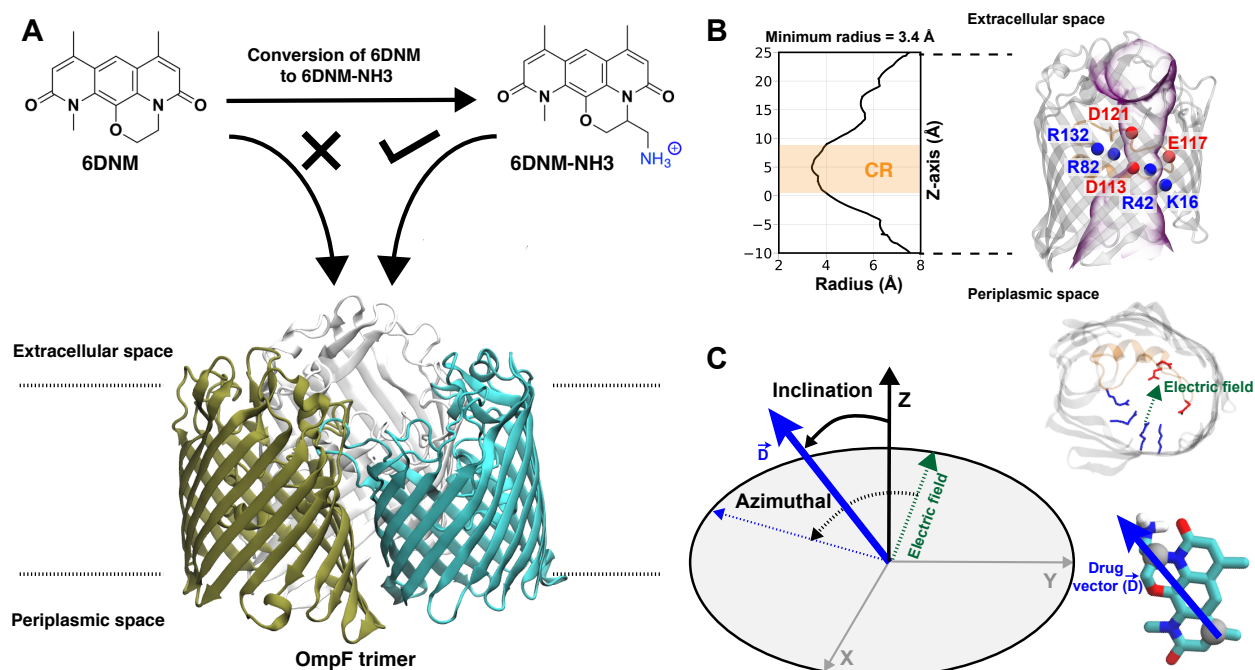 A
Conversion of 6DNM
to 6DNM-NH3
O
N
N
O
O
6DNM
O
N
N
O
O
NH₃⊕
6DNM-NH3
Extracellular space
Periplasmic space
OmpF trimer
B
Extracellular space
Minimum radius = 3.4 Å
25
20
15
10
5
0
−5
−10
2
4
6
8
CR
Z-axis (Å)
Radius (Å)
D121
R132
E117
R82
D113
R42
K16
Periplasmic space
Electric field
C
Inclination
Z
D
Azimuthal
Electric field
Y
X
Drug
vector (D)